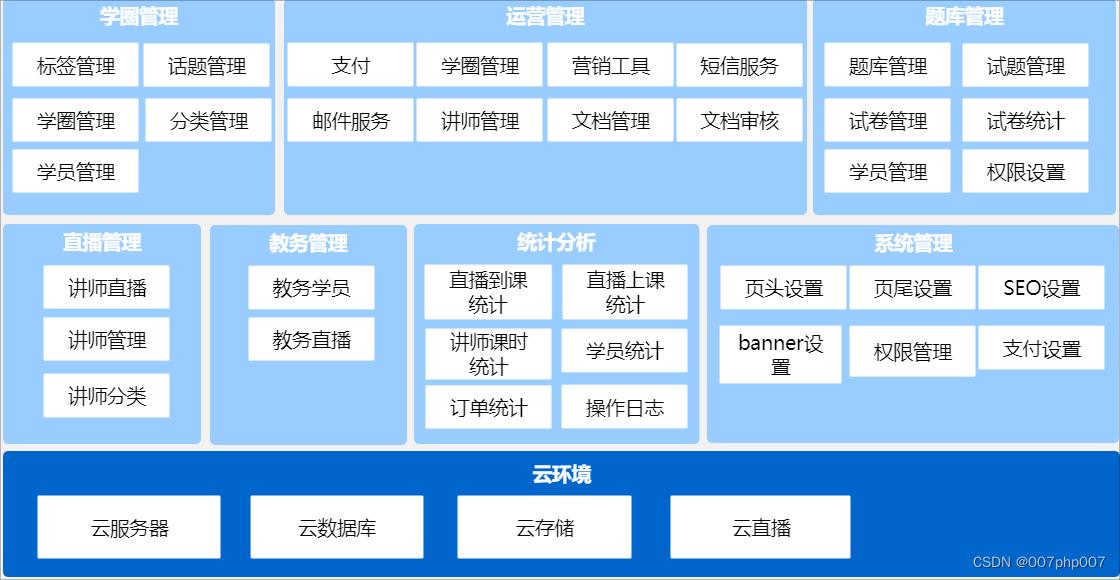 学圈管理
标签管理
话题管理
学圈管理
分类管理
学员管理
运营管理
支付
学圈管理
营销工具
短信服务
邮件服务
讲师管理
文档管理
文档审核
题库管理
题库管理
试题管理
试卷管理
试卷统计
学员管理
权限设置
直播管理
讲师直播
讲师管理
讲师分类
教务管理
教务学员
教务直播
统计分析
直播到课
统计
直播上课
统计
讲师课时
统计
学员统计
订单统计
操作日志
系统管理
页头设置
页尾设置
SEO设置
banner设
置
权限管理
支付设置
云环境
云服务器
云数据库
云存储
云直播
CSDN @007php007